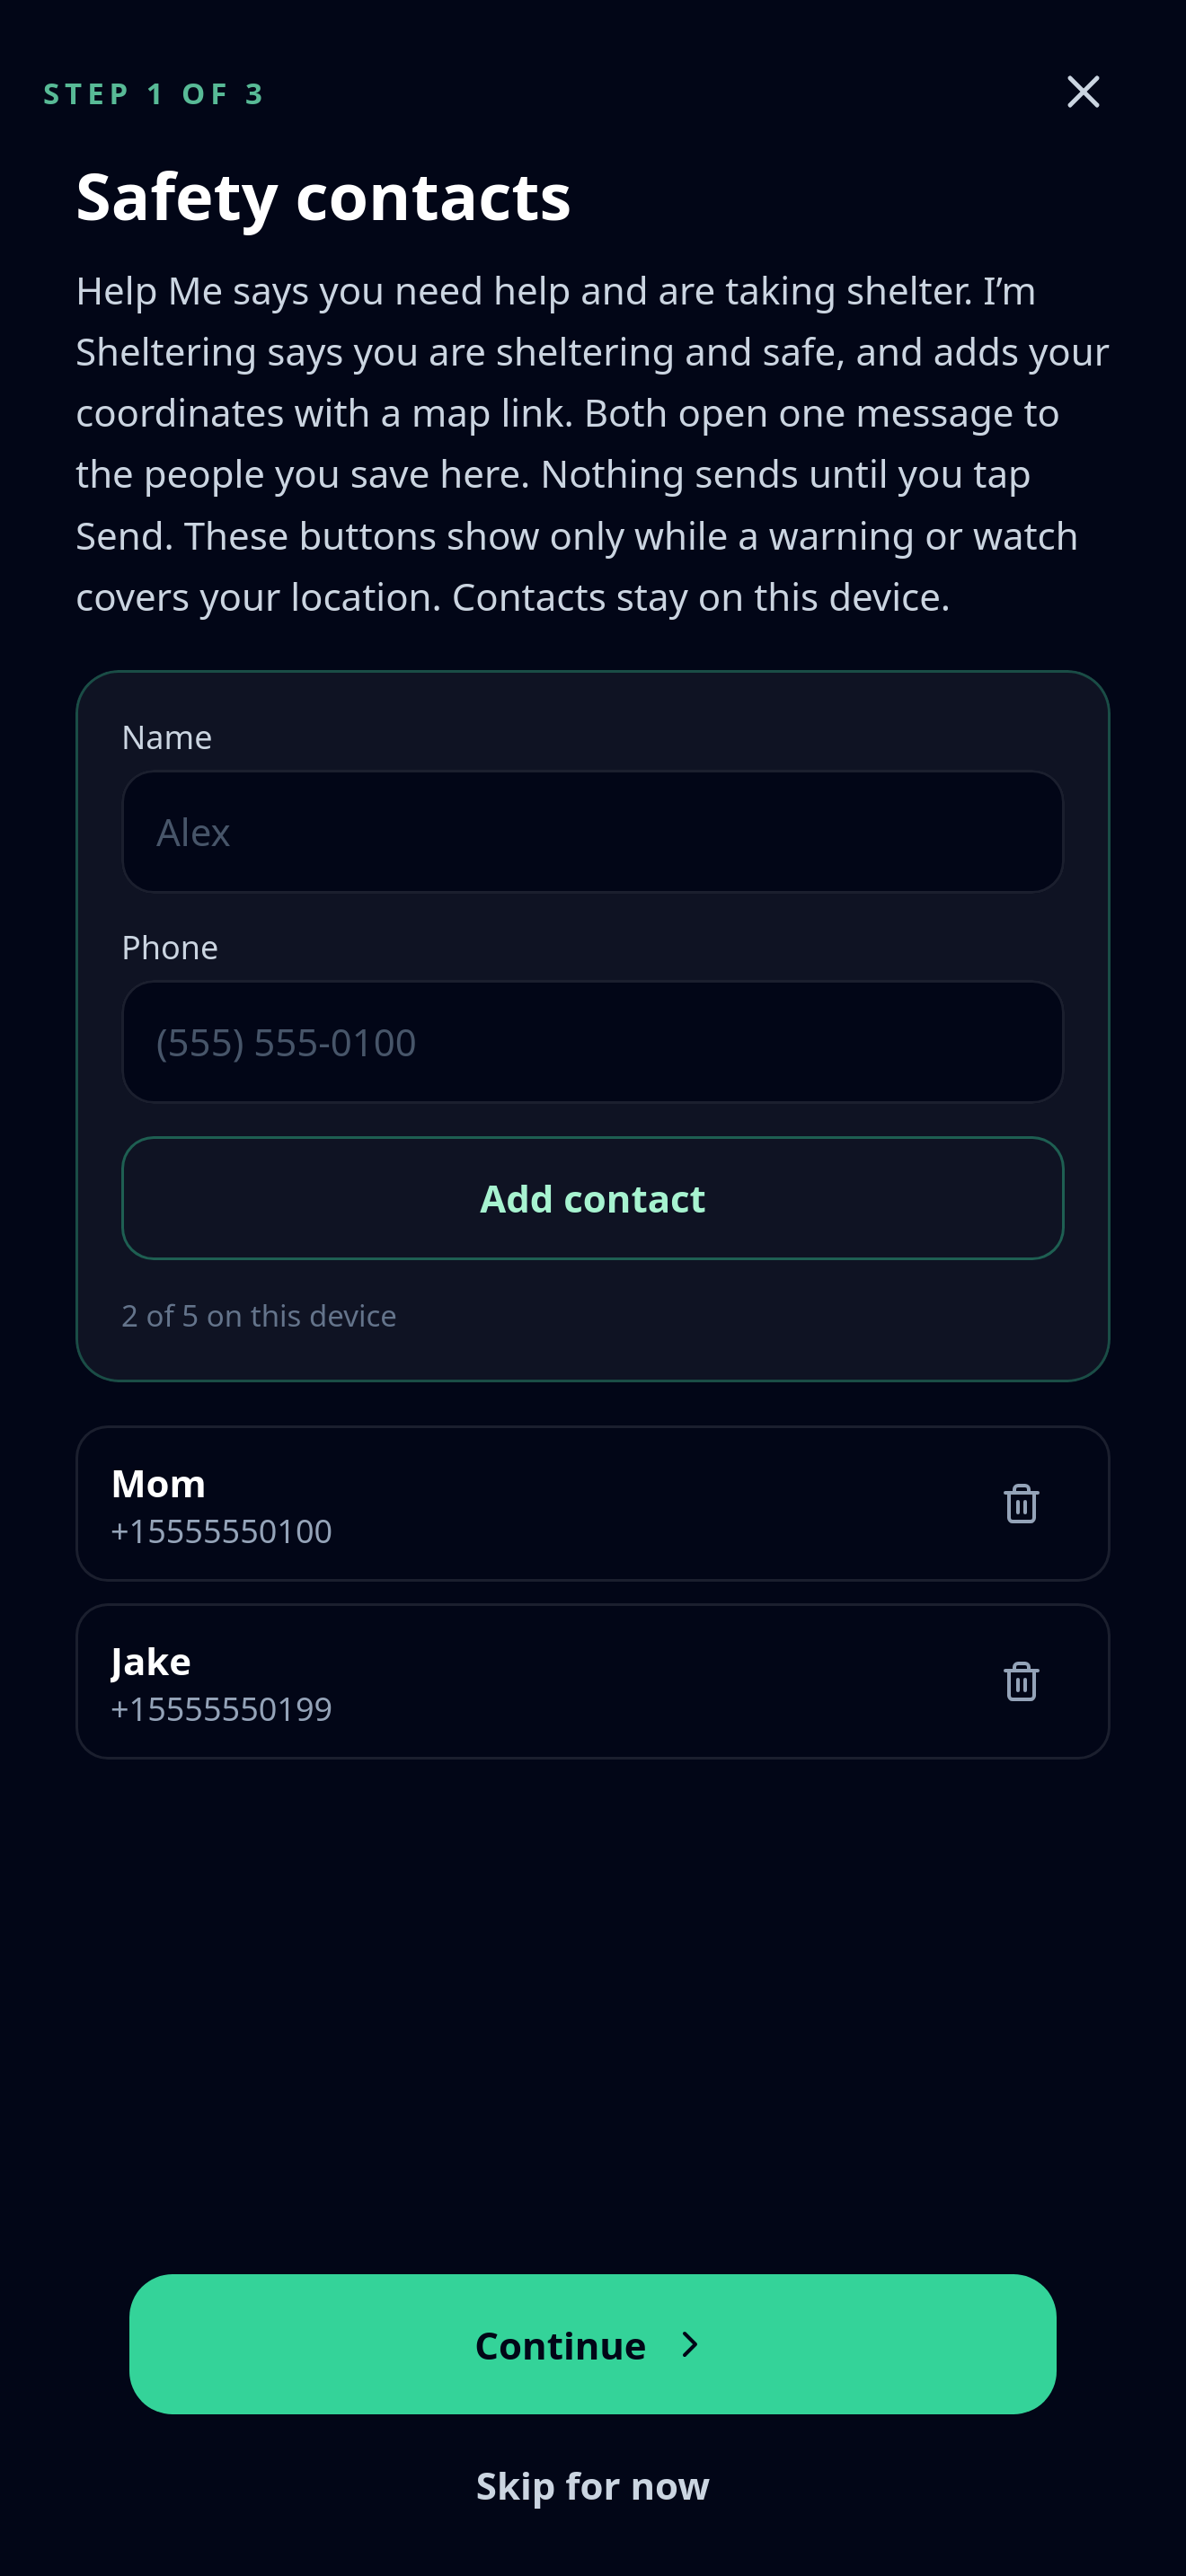 STEP 1 OF 3
Safety contacts
Help Me says you need help and are taking shelter. I’m
Sheltering says you are sheltering and safe, and adds your
coordinates with a map link. Both open one message to
the people you save here. Nothing sends until you tap
Send. These buttons show only while a warning or watch
covers your location. Contacts stay on this device.
Name
Alex
Phone
(555) 555-0100
Add contact
2 of 5 on this device
Mom
+15555550100
Jake
+15555550199
Continue
Skip for now